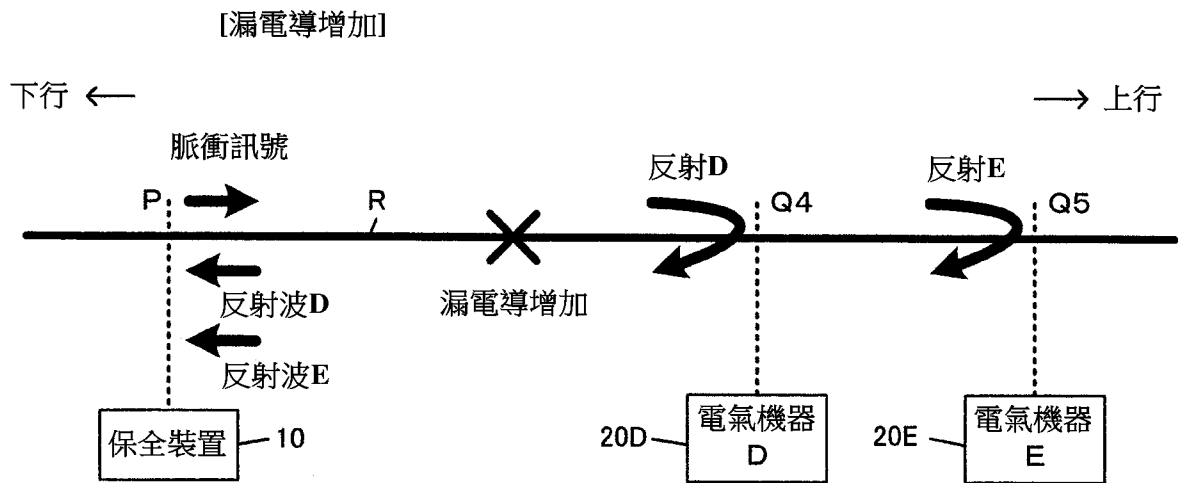 [漏電導增加]
下行 ←
→ 上行
脈衝訊號
反射D
反射E
P
R
Q4
Q5
反射波D
漏電導增加
反射波E
保全裝置
10
20D
電氣機器
D
20E
電氣機器
E